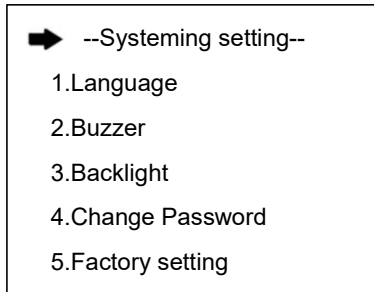 --Systeming setting--
1.Language
2.Buzzer
3.Backlight
4.Change Password
5.Factory setting